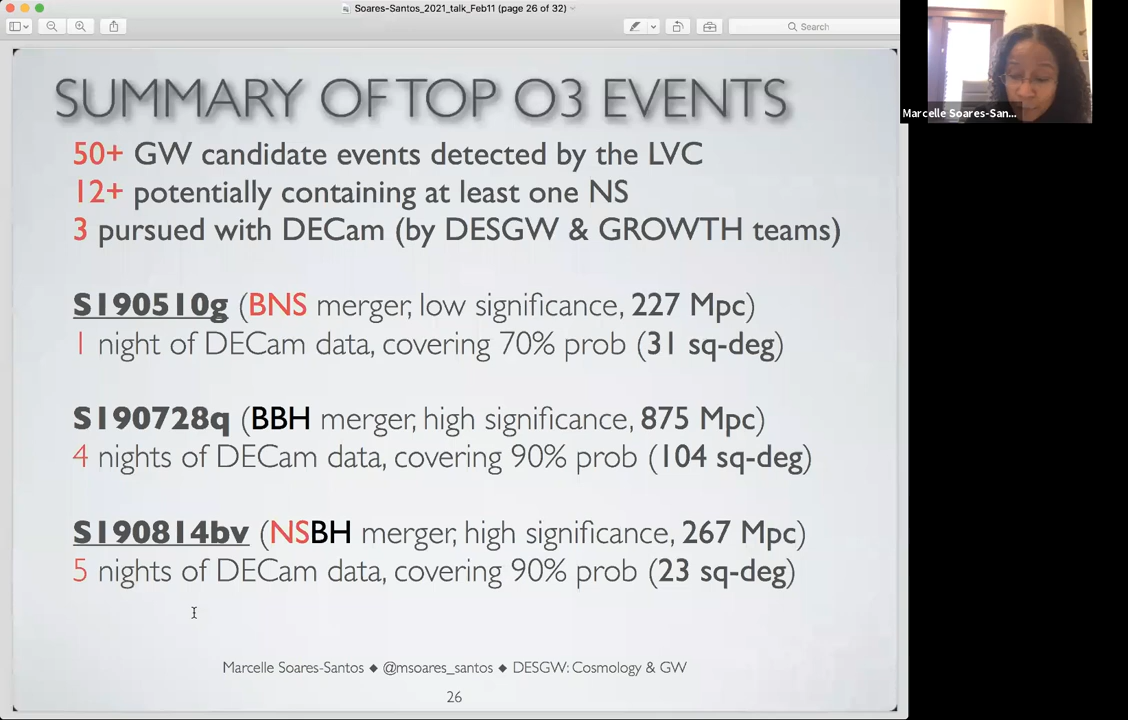 Soares-Santos_2021_talk_Feb11 (page 26 of 32)
Search
SUMMARY OF TOP O3 EVENTS
50+ GW candidate events detected by the LVC
12+ potentially containing at least one NS
3 pursued with DECam (by DESGW & GROWTH teams)
S190510g (BNS merger, low significance, 227 Mpc)
1 night of DECam data, covering 70% prob (31 sq-deg)
S190728q (BBH merger, high significance, 875 Mpc)
4 nights of DECam data, covering 90% prob (104 sq-deg)
S190814bv (NSBH merger, high significance, 267 Mpc)
5 nights of DECam data, covering 90% prob (23 sq-deg)
Marcelle Soares-Santos ◆ @msoares_santos ◆ DESGW: Cosmology & GW
26
Marcelle Soares-San...